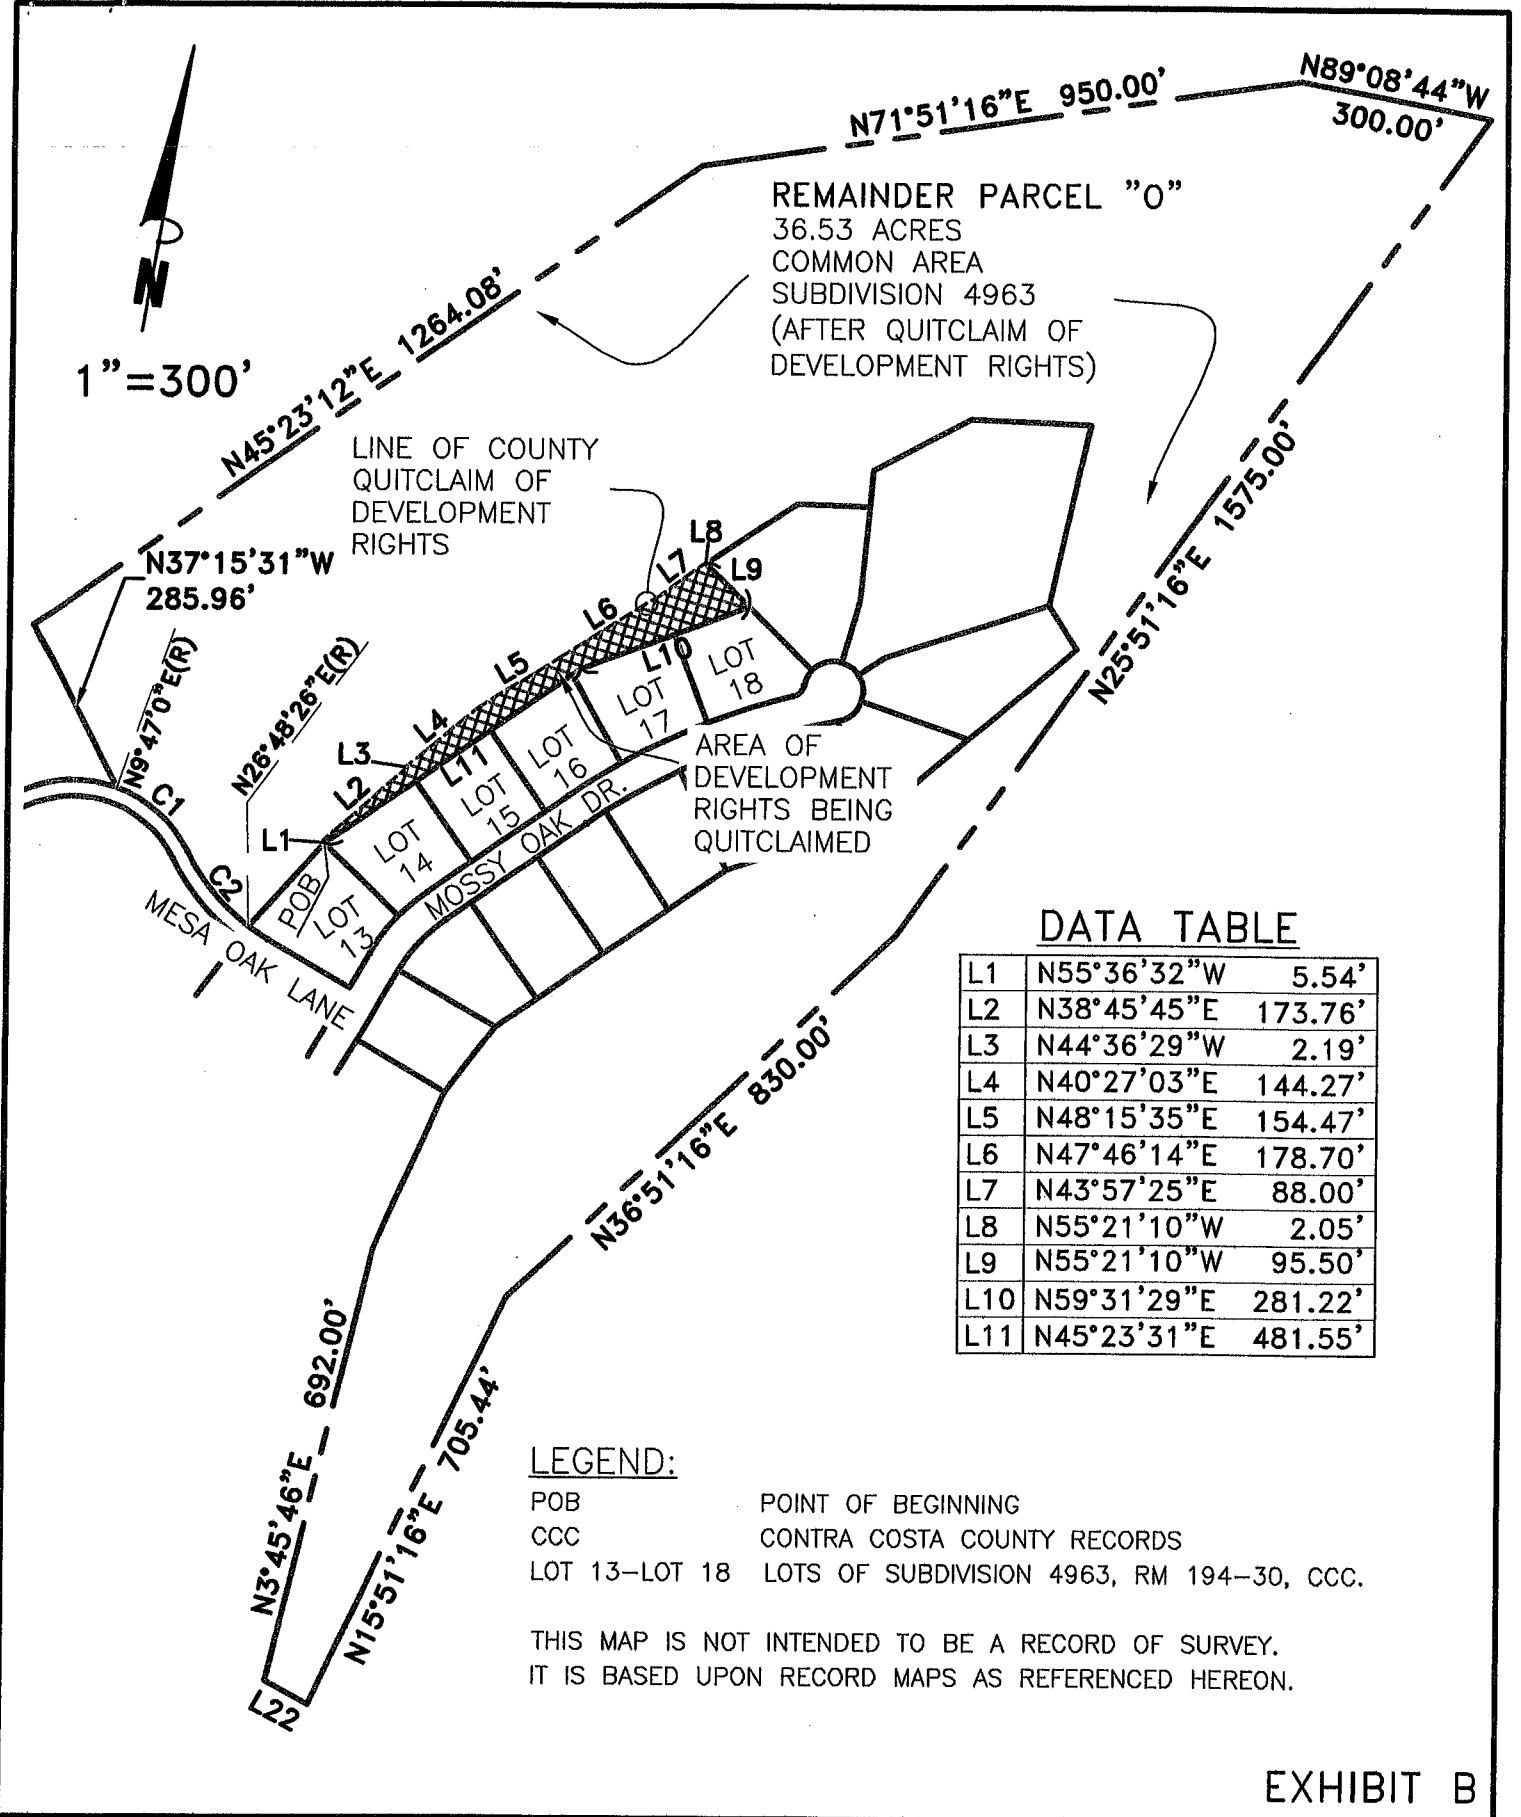 N89°08'44"W
300.00'
N71°51'16"E 950.00'
REMAINDER PARCEL "O"
36.53 ACRES
COMMON AREA
SUBDIVISION 4963
(AFTER QUITCLAIM OF
DEVELOPMENT RIGHTS)
N
1"=300'
N45°23'12"E 1264.08'
LINE OF COUNTY
QUITCLAIM OF
DEVELOPMENT
RIGHTS
N37°15'31"W
285.96'
N25°51'16"E 1575.00'
N9°47'0"E(R)
N26°48'26"E(R)
L8
L7
L9
L6
L10
L5
L4
L3
L11
L2
L1
C1
C2
POB
LOT
18
LOT
17
LOT
16
LOT
15
LOT
14
LOT
13
MOSSY OAK DR.
MESA OAK LANE
AREA OF
DEVELOPMENT
RIGHTS BEING
QUITCLAIMED
DATA TABLE
L1 N55°36'32"W 5.54'
L2 N38°45'45"E 173.76'
L3 N44°36'29"W 2.19'
L4 N40°27'03"E 144.27'
L5 N48°15'35"E 154.47'
L6 N47°46'14"E 178.70'
L7 N43°57'25"E 88.00'
L8 N55°21'10"W 2.05'
L9 N55°21'10"W 95.50'
L10 N59°31'29"E 281.22'
L11 N45°23'31"E 481.55'
N36°51'16"E 830.00'
N3°45'46"E 692.00'
N15°51'16"E 705.44'
L22
LEGEND:
POB POINT OF BEGINNING
CCC CONTRA COSTA COUNTY RECORDS
LOT 13-LOT 18 LOTS OF SUBDIVISION 4963, RM 194-30, CCC.
THIS MAP IS NOT INTENDED TO BE A RECORD OF SURVEY.
IT IS BASED UPON RECORD MAPS AS REFERENCED HEREON.
EXHIBIT B